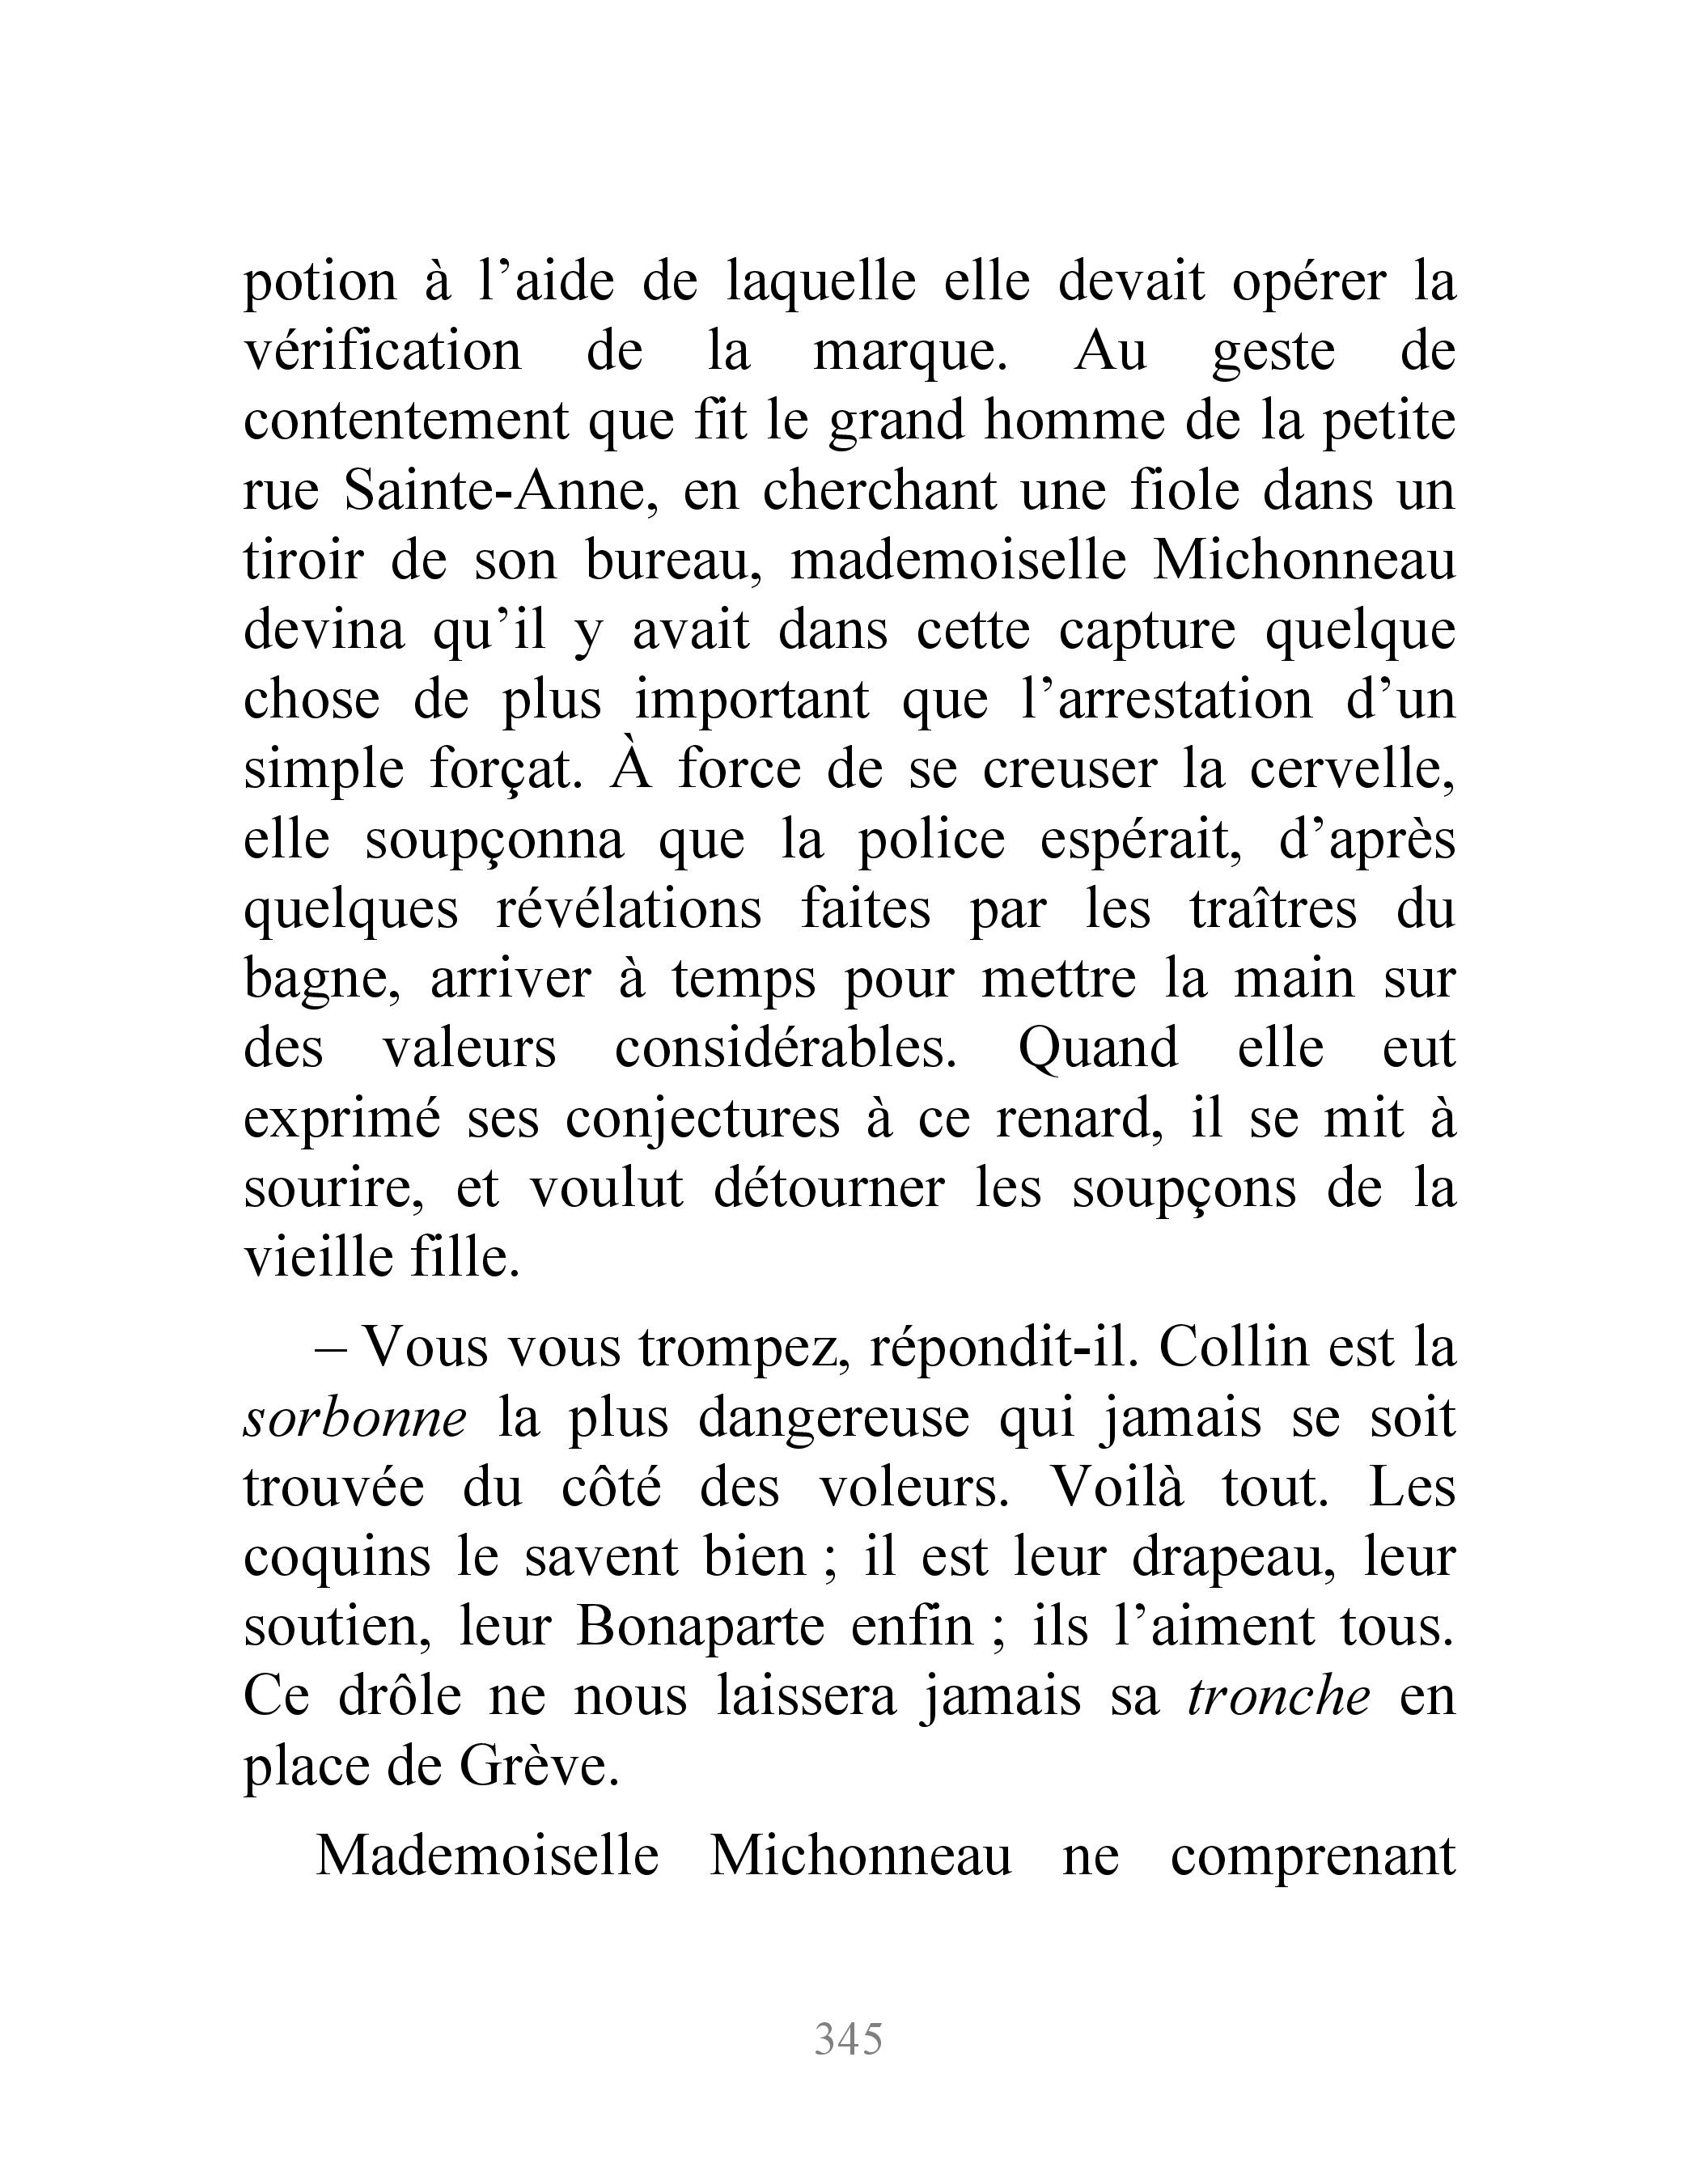 potion à l’aide de laquelle elle devait opérer la
vérification de la marque. Au geste de
contentement que fit le grand homme de la petite
rue Sainte-Anne, en cherchant une fiole dans un
tiroir de son bureau, mademoiselle Michonneau
devina qu’il y avait dans cette capture quelque
chose de plus important que l’arrestation d’un
simple forçat. À force de se creuser la cervelle,
elle soupçonna que la police espérait, d’après
quelques révélations faites par les traîtres du
bagne, arriver à temps pour mettre la main sur
des valeurs considérables. Quand elle eut
exprimé ses conjectures à ce renard, il se mit à
sourire, et voulut détourner les soupçons de la
vieille fille.
– Vous vous trompez, répondit-il. Collin est la
sorbonne la plus dangereuse qui jamais se soit
trouvée du côté des voleurs. Voilà tout. Les
coquins le savent bien ; il est leur drapeau, leur
soutien, leur Bonaparte enfin ; ils l’aiment tous.
Ce drôle ne nous laissera jamais sa tronche en
place de Grève.
Mademoiselle Michonneau ne comprenant
345